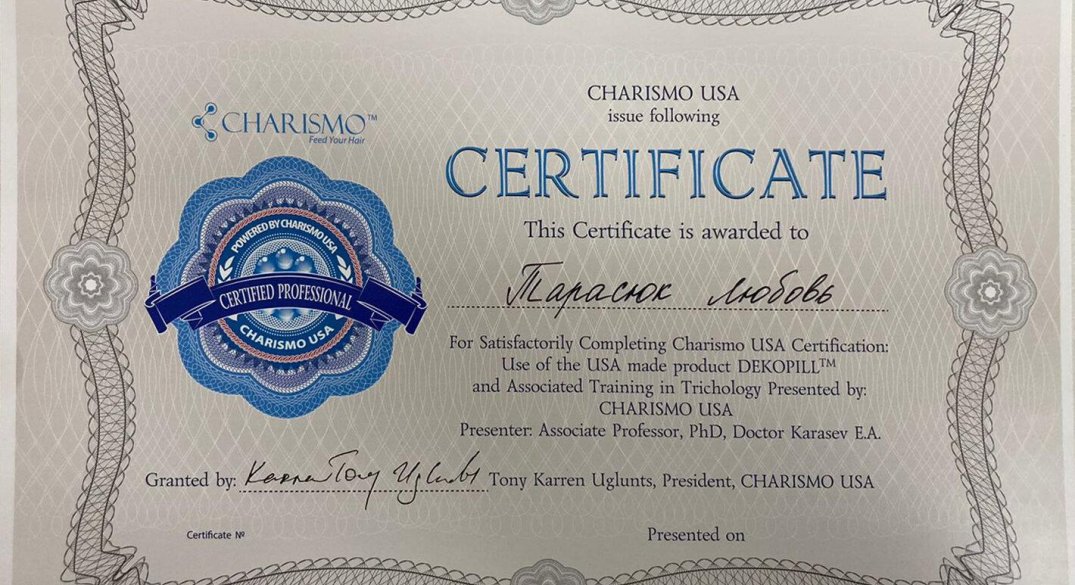 CHARISMO™
Feed Your Hair
POWERED BY CHARISMO USA
CERTIFIED PROFESSIONAL
CHARISMO USA
CHARISMO USA
issue following
CERTIFICATE
This Certificate is awarded to
Тарасюк Любовь
For Satisfactorily Completing Charismo USA Certification:
Use of the USA made product DEKOPILL™
and Associated Training in Trichology Presented by:
CHARISMO USA
Presenter: Associate Professor, PhD, Doctor Karasev E.A.
Granted by: Tony Karren Uglunts, President, CHARISMO USA
Certificate №
Presented on